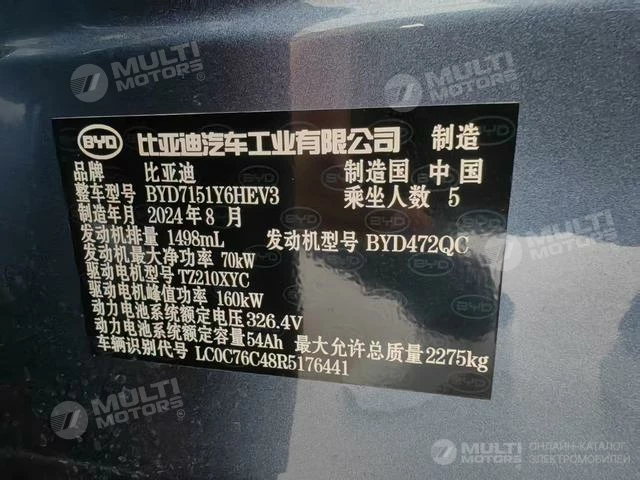 MULTI MOTORS®
MULTI MOTORS®
BYD 比亚迪汽车工业有限公司 制造
品牌 比亚迪 制造国 中国
整车型号 BYD7151Y6HEV3 乘坐人数 5
制造年月 2024年8月
发动机排量 1498mL 发动机型号 BYD472QC
发动机最大净功率 70kW
驱动电机型号 TZ210XYC
驱动电机峰值功率 160kW
动力电池系统额定电压 326.4V
动力电池系统额定容量 54Ah 最大允许总质量 2275kg
车辆识别代号 LC0C76C48R5176441
MULTI MOTORS®
MULTI MOTORS® ОНЛАЙН-КАТАЛОГ ЭЛЕКТРОМОБИЛЕЙ